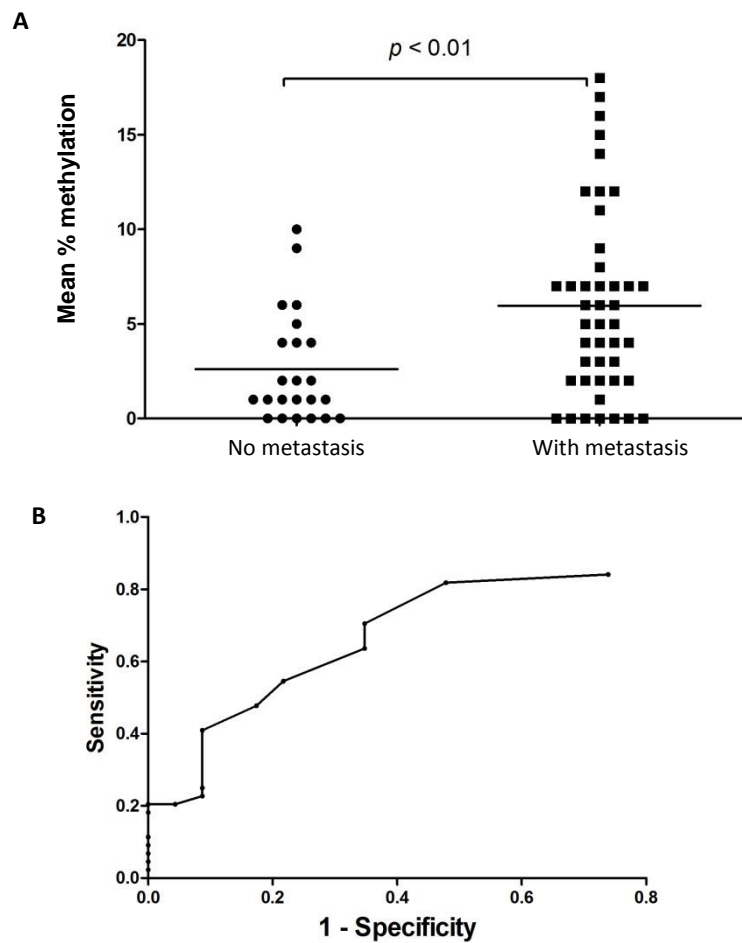 A
20
p < 0.01
15
10
5
0
Mean % methylation
No metastasis
With metastasis
B
1.0
0.8
0.6
0.4
0.2
0.0
Sensitivity
0.0
0.2
0.4
0.6
0.8
1 - Specificity